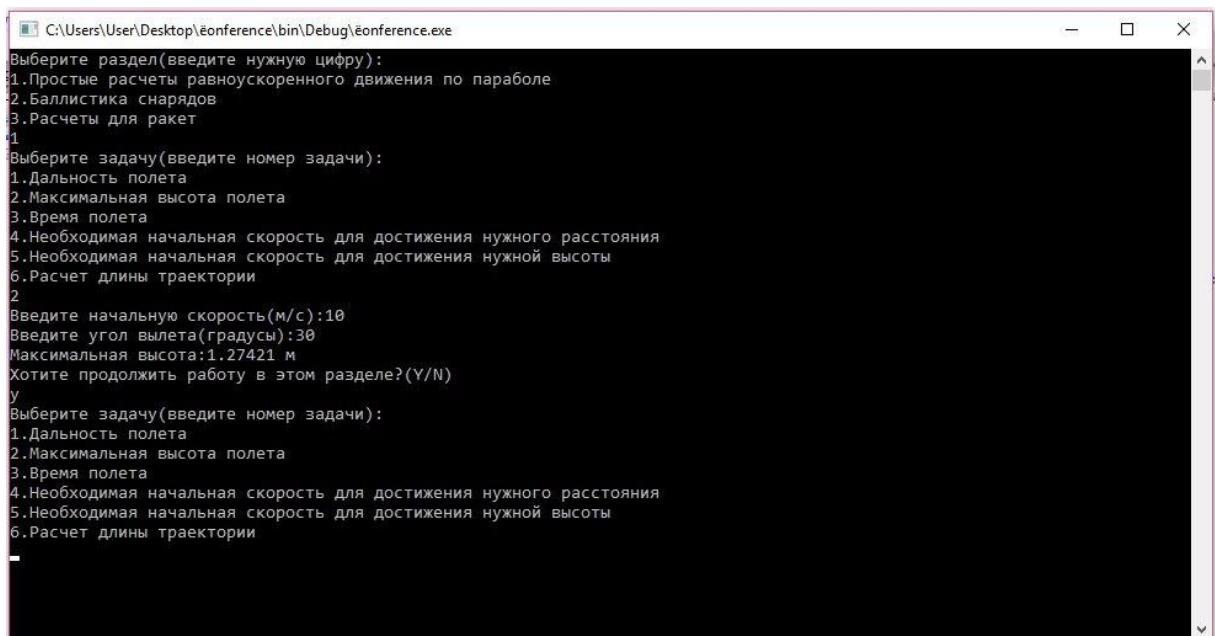 C:\Users\User\Desktop\ёonference\bin\Debug\ёonference.exe
Выберите раздел(введите нужную цифру):
1.Простые расчеты равноускоренного движения по параболе
2.Баллистика снарядов
3.Расчеты для ракет
1
Выберите задачу(введите номер задачи):
1.Дальность полета
2.Максимальная высота полета
3.Время полета
4.Необходимая начальная скорость для достижения нужного расстояния
5.Необходимая начальная скорость для достижения нужной высоты
6.Расчет длины траектории
2
Введите начальную скорость(м/с):10
Введите угол вылета(градусы):30
Максимальная высота:1.27421 м
Хотите продолжить работу в этом разделе?(Y/N)
y
Выберите задачу(введите номер задачи):
1.Дальность полета
2.Максимальная высота полета
3.Время полета
4.Необходимая начальная скорость для достижения нужного расстояния
5.Необходимая начальная скорость для достижения нужной высоты
6.Расчет длины траектории